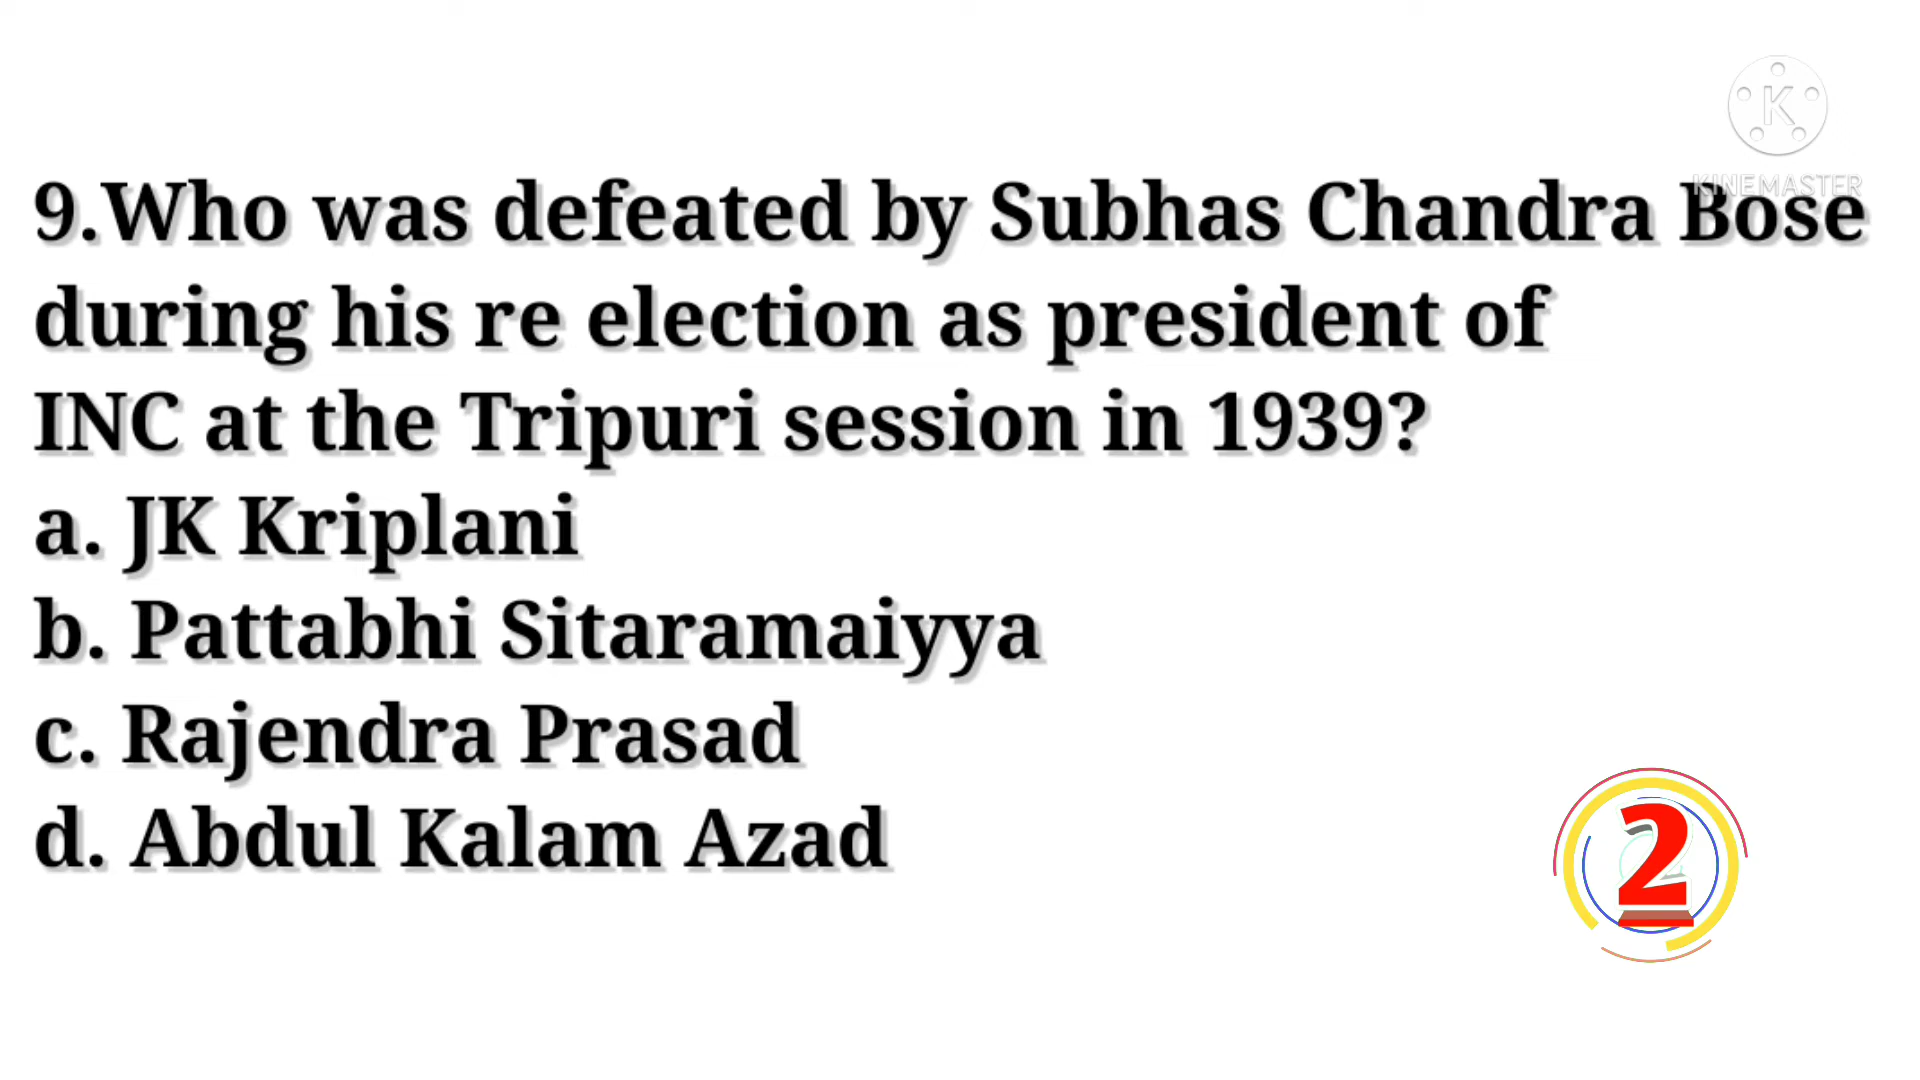 K
KINEMASTER
9.Who was defeated by Subhas Chandra Bose
during his re election as president of
INC at the Tripuri session in 1939?
a. JK Kriplani
b. Pattabhi Sitaramaiyya
c. Rajendra Prasad
d. Abdul Kalam Azad
2